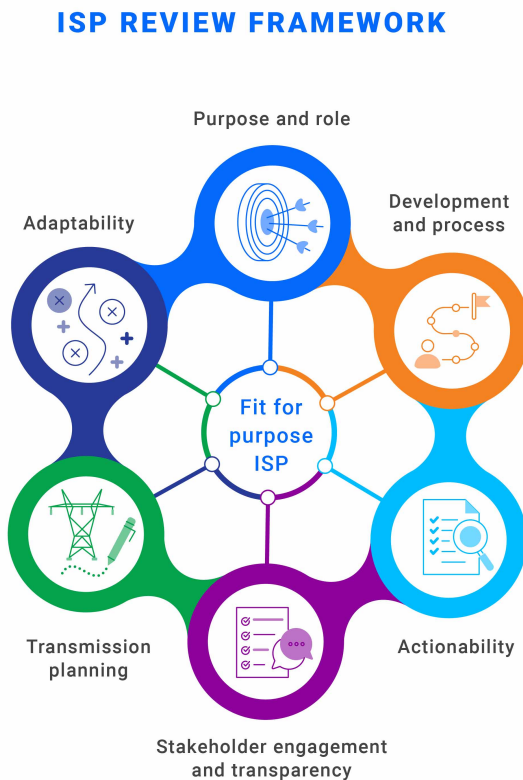 ISP REVIEW FRAMEWORK
Purpose and role
Development
and process
Adaptability
Fit for
purpose
ISP
Transmission
planning
Actionability
Stakeholder engagement
and transparency